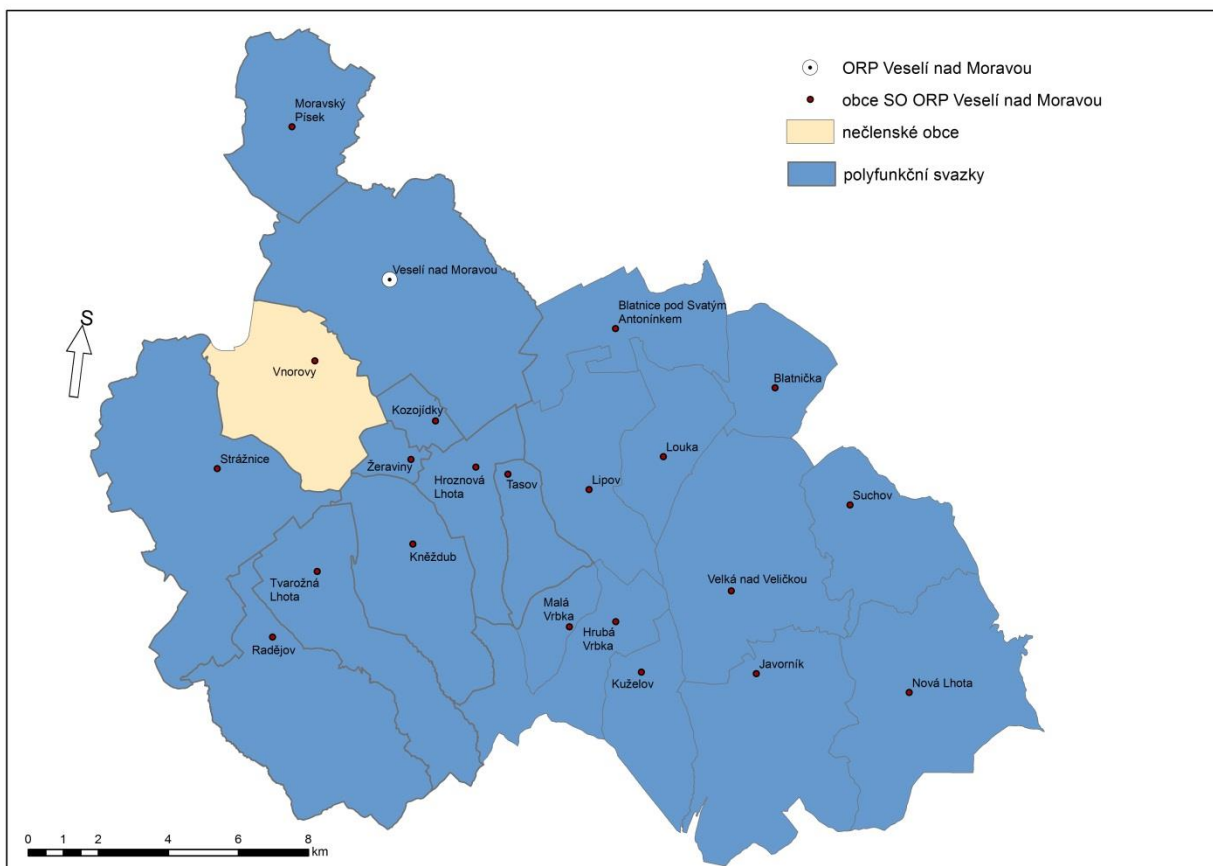 ORP Veselí nad Moravou
obce SO ORP Veselí nad Moravou
nečlenské obce
polyfunkční svazky
Moravský
Písek
Veselí nad Moravou
S
Blatnice pod Svatým
Antonínkem
Vnorovy
Blatnička
Kozojídky
Strážnice
Žeraviny
Hroznová
Lhota
Tasov
Lipov
Louka
Suchov
Kněždub
Tvarožná
Lhota
Velká nad Veličkou
Malá
Vrbka
Hrubá
Vrbka
Radějov
Kuželov
Javorník
Nová Lhota
0 1 2 4 6 8
km